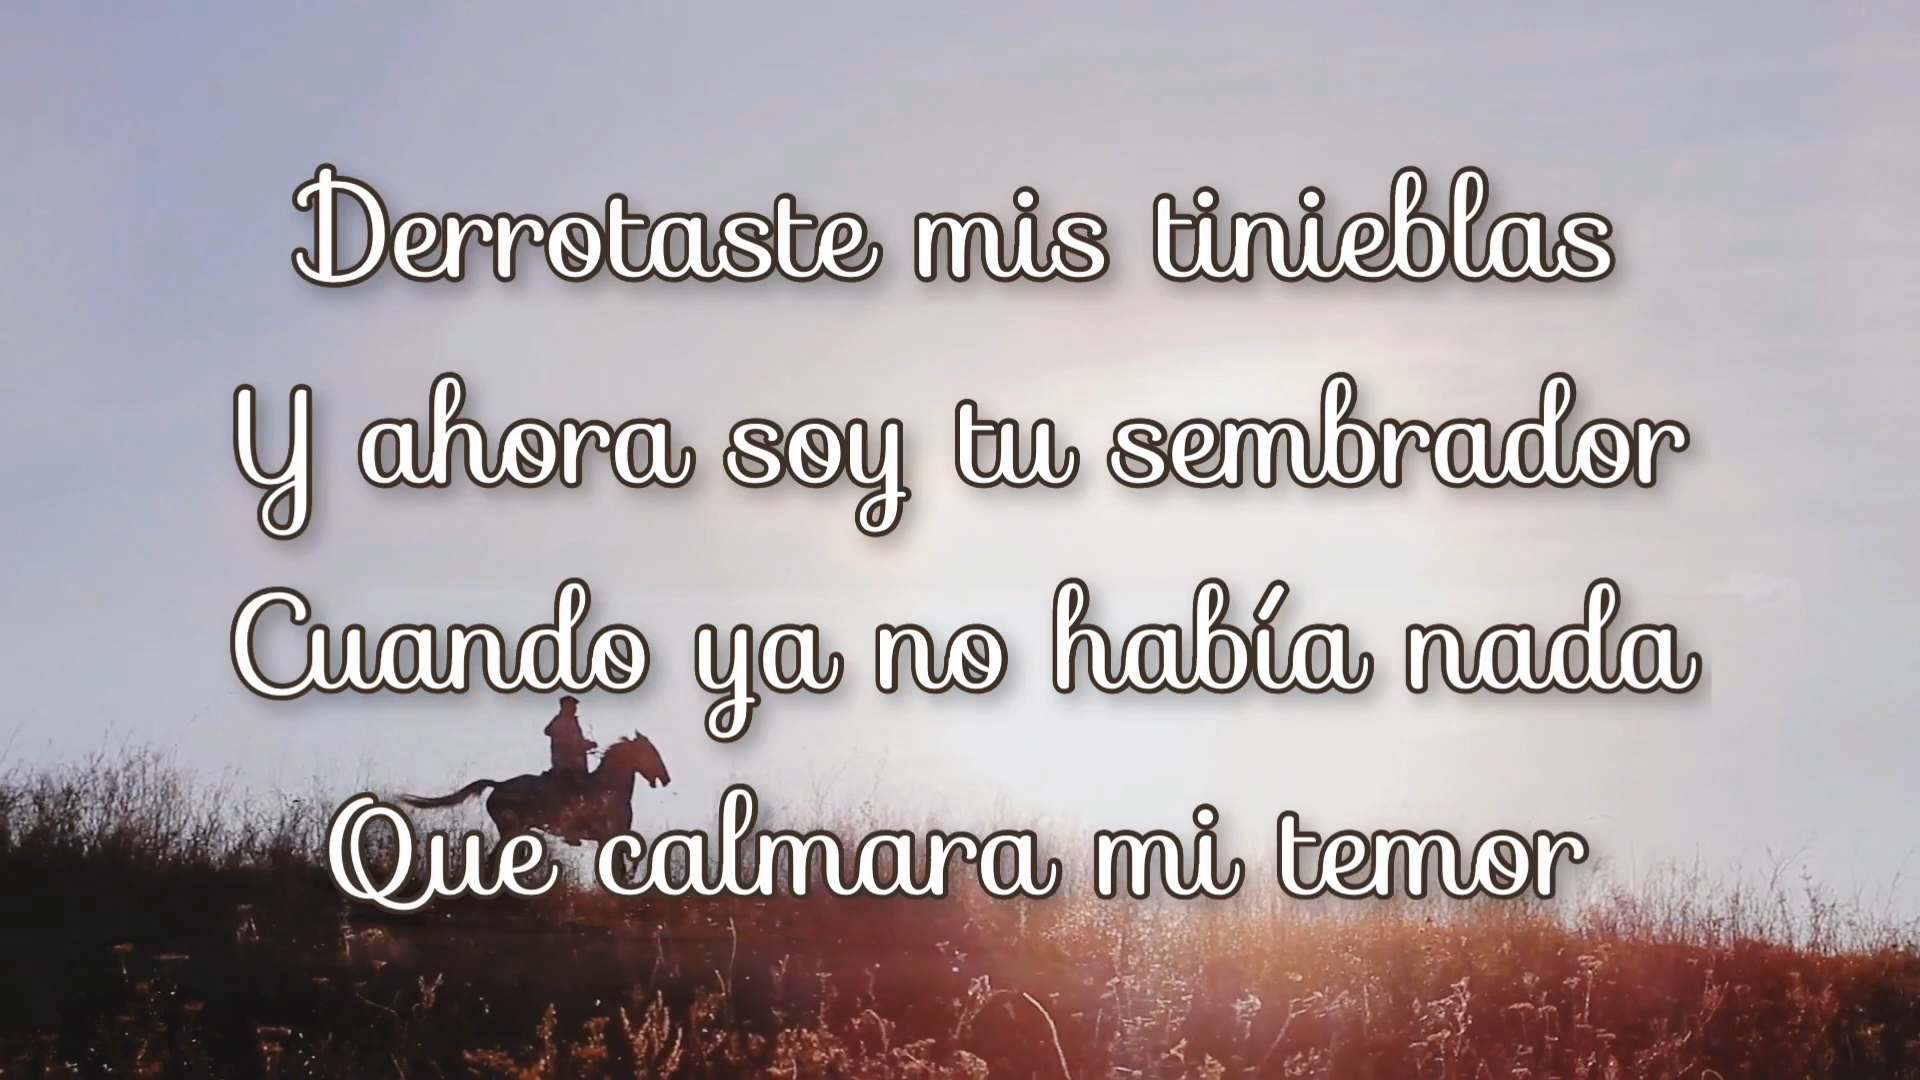 Derrotaste mis tinieblas
Y ahora soy tu sembrador
Cuando ya no había nada
Que calmara mi temor